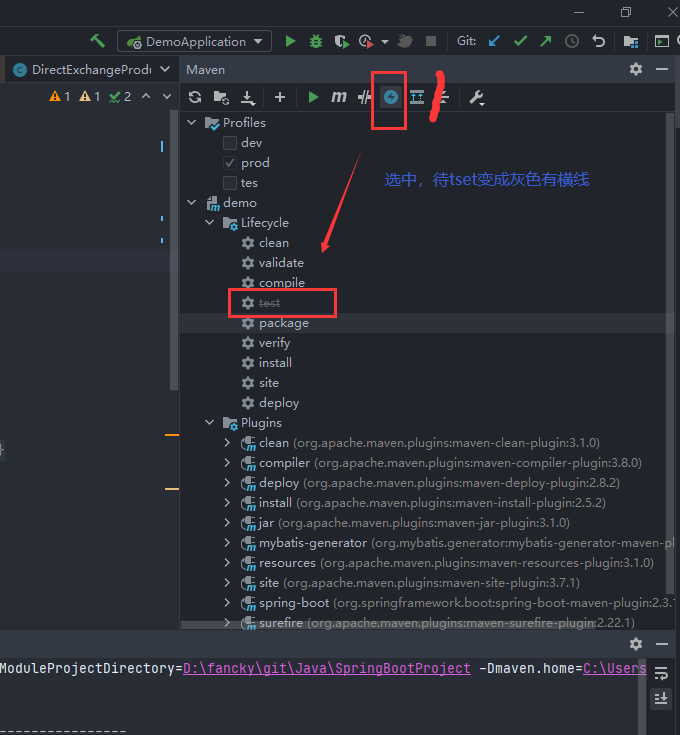 DemoApplication
Git:
DirectExchangeProdu
Maven
1
1
2
m
Profiles
dev
prod
选中，待tset变成灰色有横线
tes
demo
Lifecycle
clean
validate
compile
test
package
verify
install
site
deploy
Plugins
clean (org.apache.maven.plugins:maven-clean-plugin:3.1.0)
compiler (org.apache.maven.plugins:maven-compiler-plugin:3.8.0)
deploy (org.apache.maven.plugins:maven-deploy-plugin:2.8.2)
install (org.apache.maven.plugins:maven-install-plugin:2.5.2)
jar (org.apache.maven.plugins:maven-jar-plugin:3.1.0)
mybatis-generator (org.mybatis.generator:mybatis-generator-maven-pl
resources (org.apache.maven.plugins:maven-resources-plugin:3.1.0)
site (org.apache.maven.plugins:maven-site-plugin:3.7.1)
spring-boot (org.springframework.boot:spring-boot-maven-plugin:2.3.
surefire (org.apache.maven.plugins:maven-surefire-plugin:2.22.1)
ModuleProjectDirectory=D:\fancky\git\Java\SpringBootProject -Dmaven.home=C:\Users
----------------